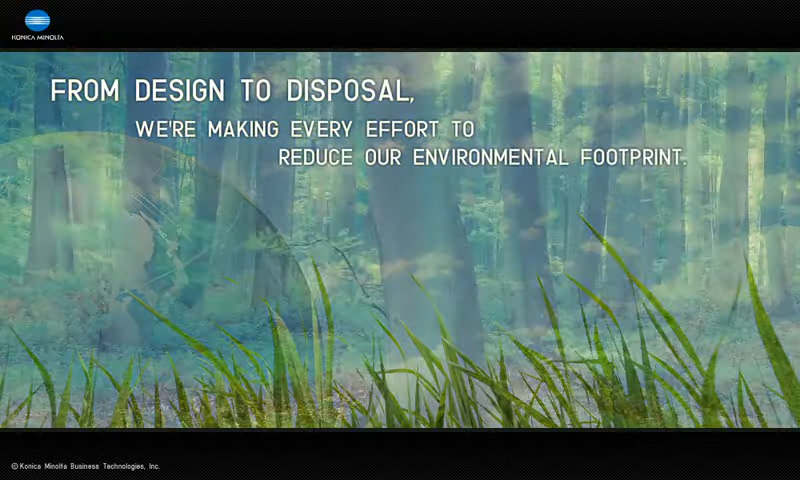 KONICA MINOLTA
FROM DESIGN TO DISPOSAL,
WE'RE MAKING EVERY EFFORT TO
REDUCE OUR ENVIRONMENTAL FOOTPRINT.
© Konica Minolta Business Technologies, Inc.